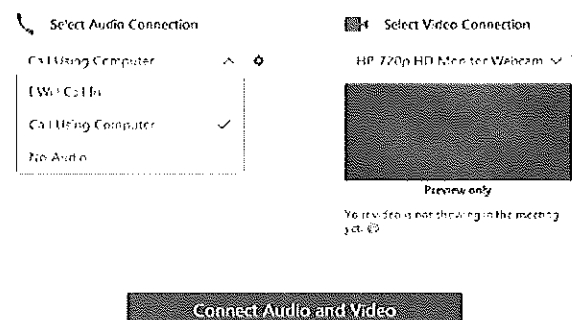 Select Audio Connection
Call Using Computer
I Will Call In
Call Using Computer
No Audio
Select Video Connection
HP 720p HD Monitor Webcam
Preview only
Your video is not showing in the meeting
yet.
Connect Audio and Video